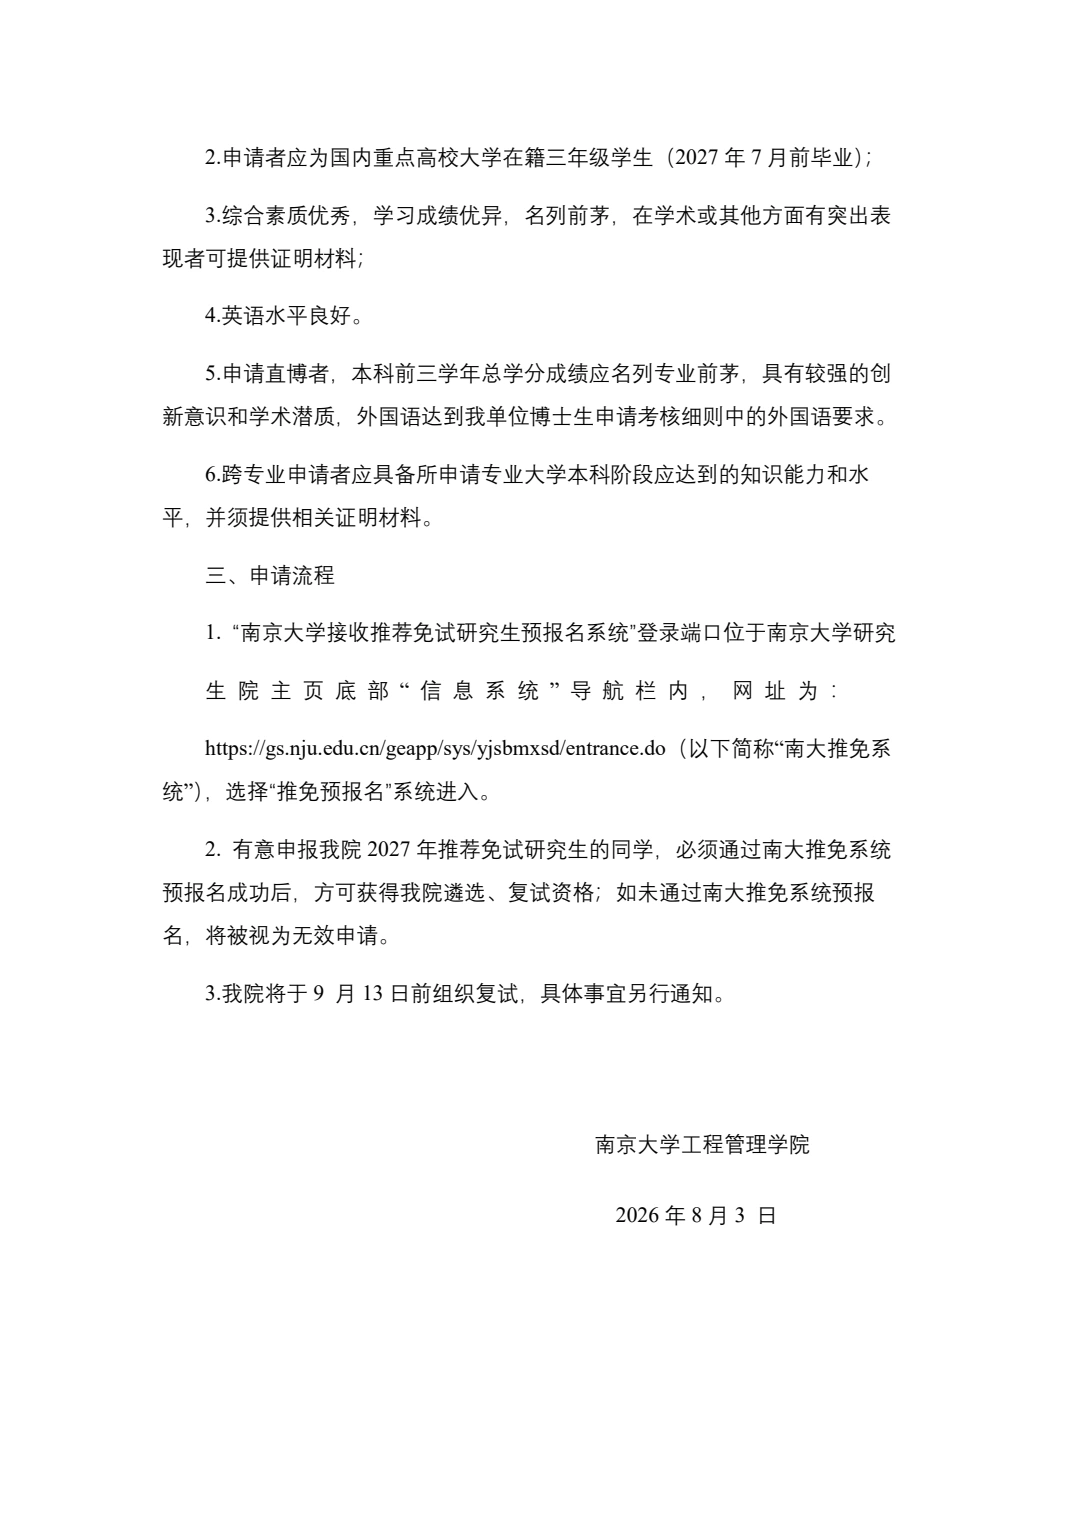 2.申请者应为国内重点高校大学在籍三年级学生（2027 年 7 月前毕业）；
3.综合素质优秀，学习成绩优异，名列前茅，在学术或其他方面有突出表
现者可提供证明材料；
4.英语水平良好。
5.申请直博者，本科前三学年总学分成绩应名列专业前茅，具有较强的创
新意识和学术潜质，外国语达到我单位博士生申请考核细则中的外国语要求。
6.跨专业申请者应具备所申请专业大学本科阶段应达到的知识能力和水
平，并须提供相关证明材料。
三、申请流程
1. “南京大学接收推荐免试研究生预报名系统”登录端口位于南京大学研究
生院主页底部“信息系统”导航栏内，网址为：
https://gs.nju.edu.cn/geapp/sys/yjsbmxsd/entrance.do（以下简称“南大推免系
统”），选择“推免预报名”系统进入。
2. 有意申报我院 2027 年推荐免试研究生的同学，必须通过南大推免系统
预报名成功后，方可获得我院遴选、复试资格；如未通过南大推免系统预报
名，将被视为无效申请。
3.我院将于 9 月 13 日前组织复试，具体事宜另行通知。
南京大学工程管理学院
2026 年 8 月 3 日